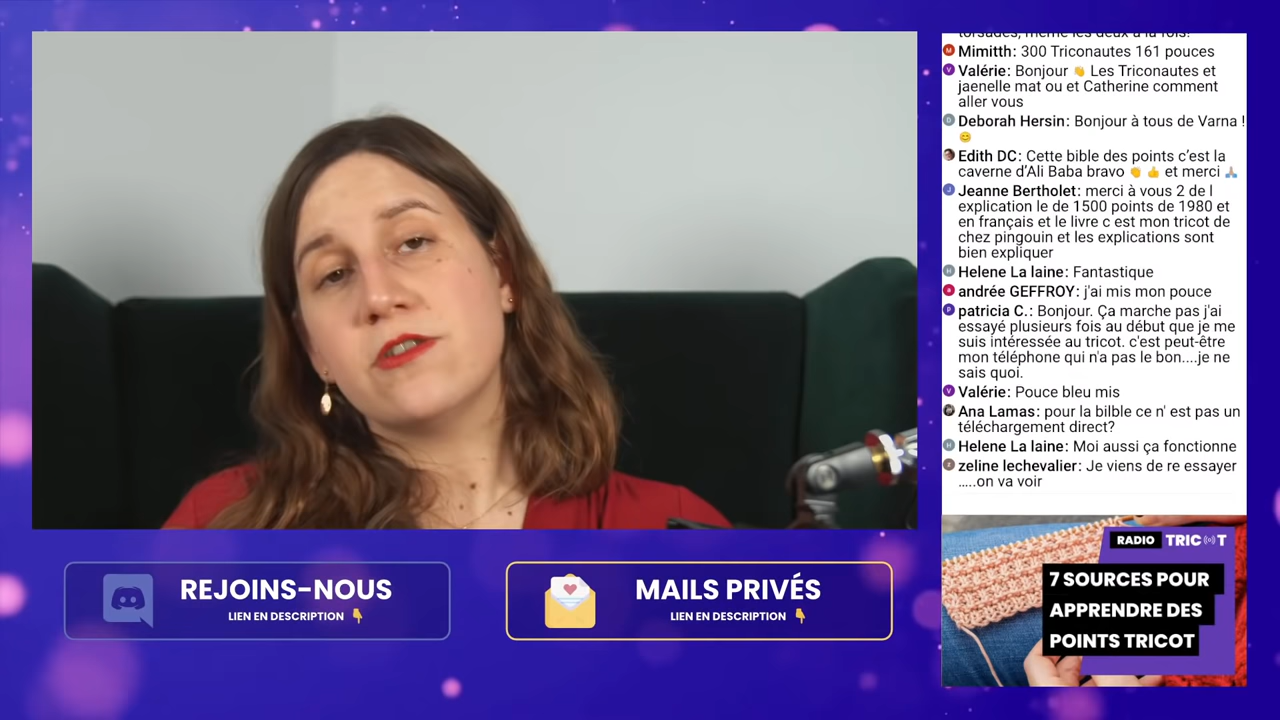 torsades, même les deux à la fois!
Mimitth: 300 Triconautes 161 pouces
Valérie: Bonjour 👏 Les Triconautes et
jaenelle mat ou et Catherine comment
aller vous
Deborah Hersin: Bonjour à tous de Varna !
😊
Edith DC: Cette bible des points c’est la
caverne d’Ali Baba bravo 👏 👍 et merci 🙏
Jeanne Bertholet: merci à vous 2 de l
explication le de 1500 points de 1980 et
en français et le livre c est mon tricot de
chez pingouin et les explications sont
bien expliquer
Helene La laine: Fantastique
andrée GEFFROY: j'ai mis mon pouce
patricia C.: Bonjour. Ça marche pas j'ai
essayé plusieurs fois au début que je me
suis intéressée au tricot. c'est peut-être
mon téléphone qui n'a pas le bon....je ne
sais quoi.
Valérie: Pouce bleu mis
Ana Lamas: pour la bilble ce n' est pas un
téléchargement direct?
Helene La laine: Moi aussi ça fonctionne
zeline lechevalier: Je viens de re essayer
…..on va voir
RADIO TRICOT
7 SOURCES POUR
APPRENDRE DES
POINTS TRICOT
REJOINS-NOUS
LIEN EN DESCRIPTION 👇
MAILS PRIVÉS
LIEN EN DESCRIPTION 👇